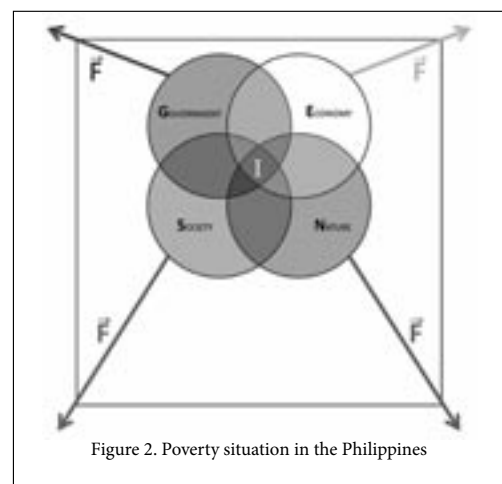 F F
GOVERNMENT ECONOMY
I
SOCIETY NATURE
F F
Figure 2. Poverty situation in the Philippines